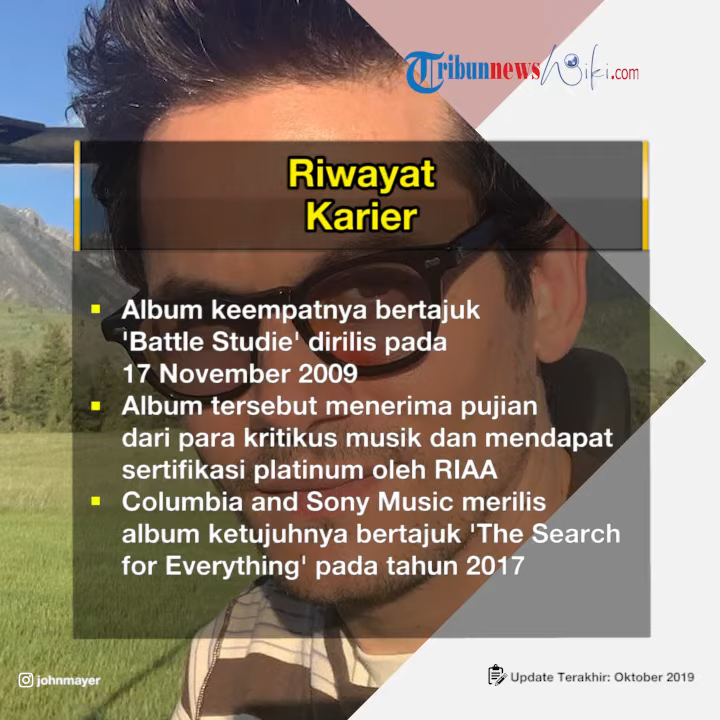 Tribunnews Wiki.com
Riwayat
Karier
Album keempatnya bertajuk
'Battle Studie' dirilis pada
17 November 2009
Album tersebut menerima pujian
dari para kritikus musik dan mendapat
sertifikasi platinum oleh RIAA
Columbia and Sony Music merilis
album ketujuhnya bertajuk 'The Search
for Everything' pada tahun 2017
johnmayer
Update Terakhir: Oktober 2019